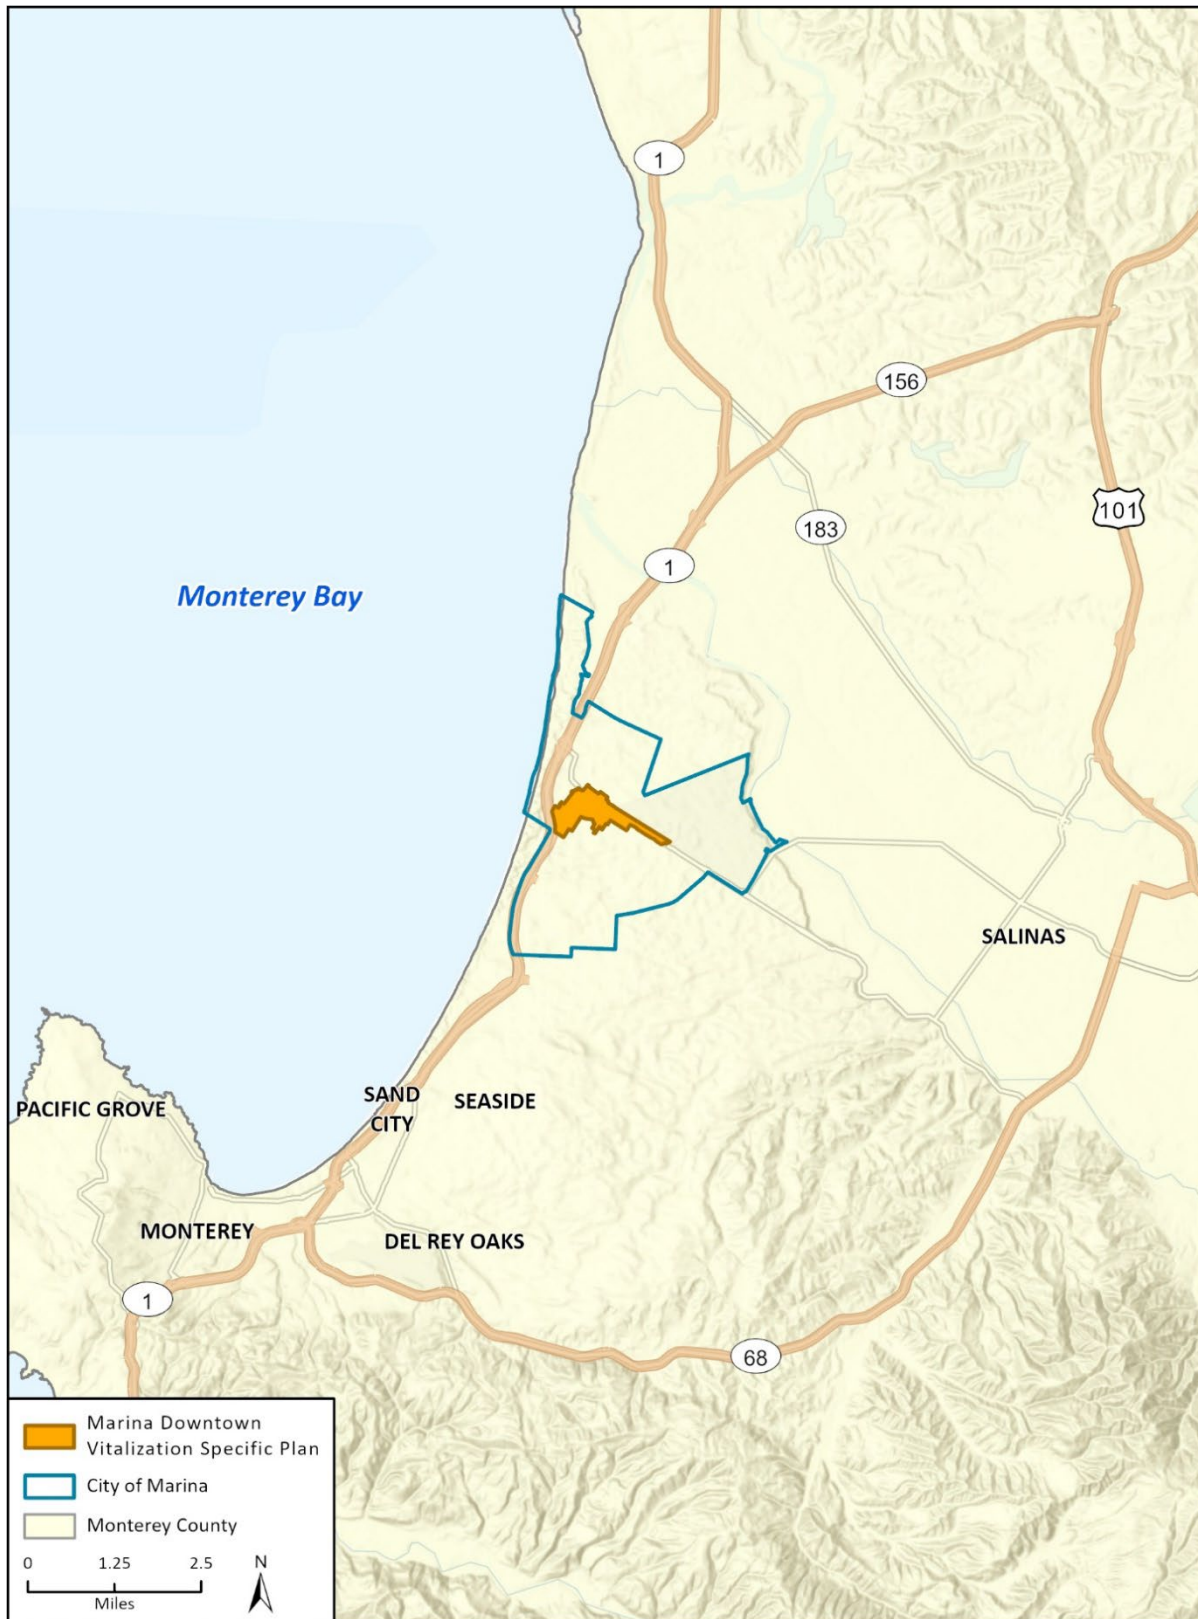 1
156
101
183
1
Monterey Bay
SALINAS
SAND
CITY
SEASIDE
PACIFIC GROVE
MONTEREY
DEL REY OAKS
1
68
Marina Downtown
Vitalization Specific Plan
City of Marina
Monterey County
0 1.25 2.5
Miles
N